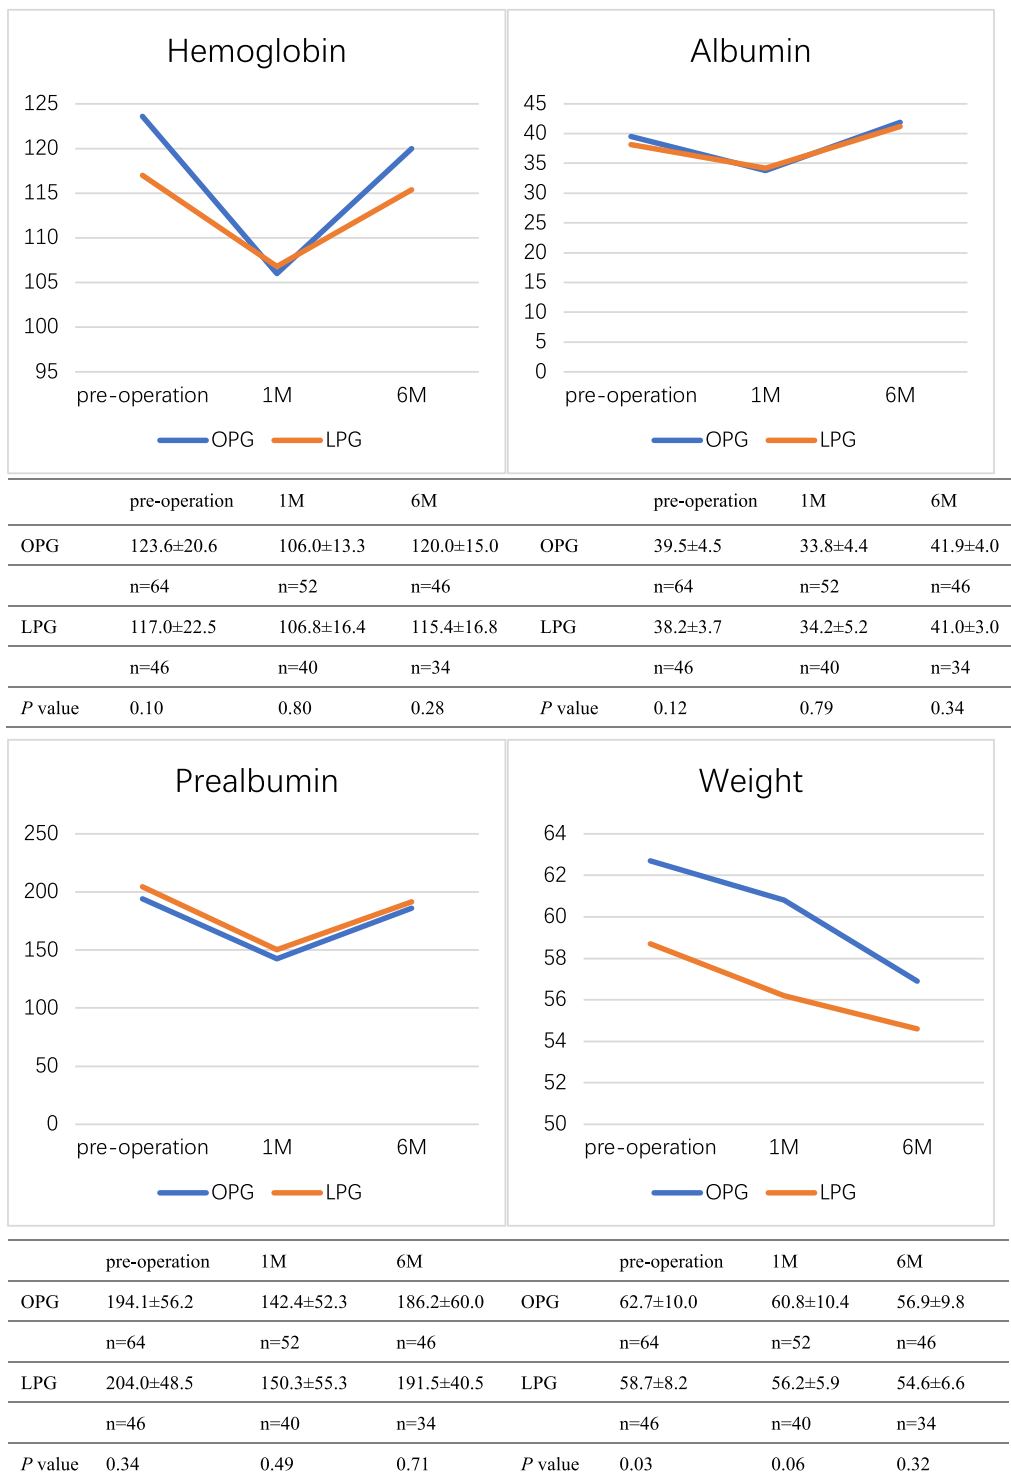 Hemoglobin
125
120
115
110
105
100
95
pre-operation 1M 6M
OPG LPG
Albumin
45
40
35
30
25
20
15
10
5
0
pre-operation 1M 6M
OPG LPG
pre-operation 1M 6M pre-operation 1M 6M
OPG 123.6±20.6 106.0±13.3 120.0±15.0 OPG 39.5±4.5 33.8±4.4 41.9±4.0
n=64 n=52 n=46 n=64 n=52 n=46
LPG 117.0±22.5 106.8±16.4 115.4±16.8 LPG 38.2±3.7 34.2±5.2 41.0±3.0
n=46 n=40 n=34 n=46 n=40 n=34
P value 0.10 0.80 0.28 P value 0.12 0.79 0.34
Prealbumin
250
200
150
100
50
0
pre-operation 1M 6M
OPG LPG
Weight
64
62
60
58
56
54
52
50
pre-operation 1M 6M
OPG LPG
pre-operation 1M 6M pre-operation 1M 6M
OPG 194.1±56.2 142.4±52.3 186.2±60.0 OPG 62.7±10.0 60.8±10.4 56.9±9.8
n=64 n=52 n=46 n=64 n=52 n=46
LPG 204.0±48.5 150.3±55.3 191.5±40.5 LPG 58.7±8.2 56.2±5.9 54.6±6.6
n=46 n=40 n=34 n=46 n=40 n=34
P value 0.34 0.49 0.71 P value 0.03 0.06 0.32